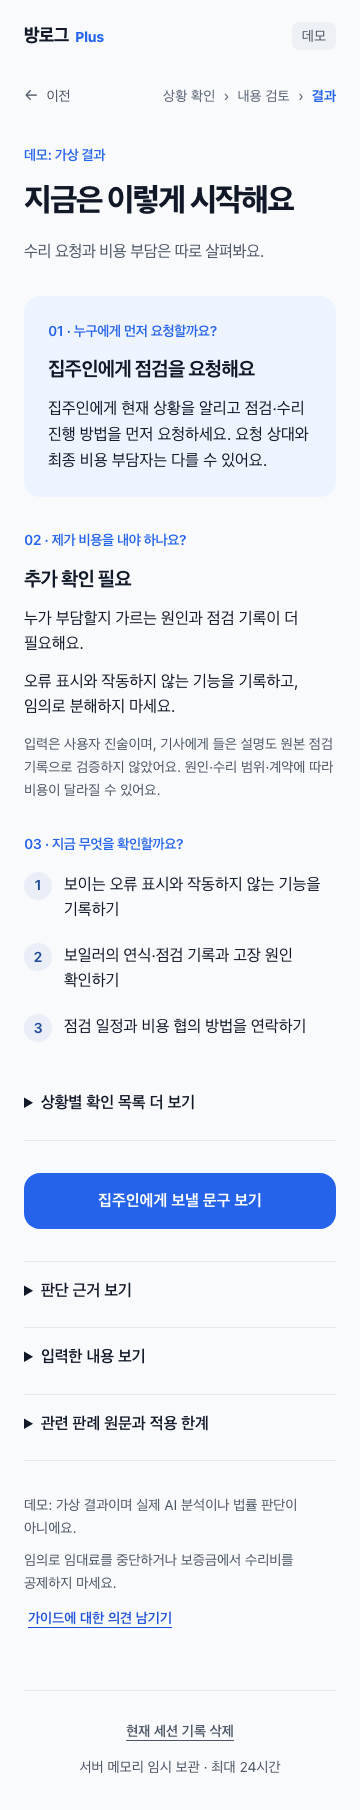 방로그 Plus
데모
← 이전
상황 확인 › 내용 검토 › 결과
데모: 가상 결과
지금은 이렇게 시작해요
수리 요청과 비용 부담은 따로 살펴봐요.
01 · 누구에게 먼저 요청할까요?
집주인에게 점검을 요청해요
집주인에게 현재 상황을 알리고 점검·수리
진행 방법을 먼저 요청하세요. 요청 상대와
최종 비용 부담자는 다를 수 있어요.
02 · 제가 비용을 내야 하나요?
추가 확인 필요
누가 부담할지 가르는 원인과 점검 기록이 더
필요해요.
오류 표시와 작동하지 않는 기능을 기록하고,
임의로 분해하지 마세요.
입력은 사용자 진술이며, 기사에게 들은 설명도 원본 점검
기록으로 검증하지 않았어요. 원인·수리 범위·계약에 따라
비용이 달라질 수 있어요.
03 · 지금 무엇을 확인할까요?
1 보이는 오류 표시와 작동하지 않는 기능을
기록하기
2 보일러의 연식·점검 기록과 고장 원인
확인하기
3 점검 일정과 비용 협의 방법을 연락하기
▶ 상황별 확인 목록 더 보기
집주인에게 보낼 문구 보기
▶ 판단 근거 보기
▶ 입력한 내용 보기
▶ 관련 판례 원문과 적용 한계
데모: 가상 결과이며 실제 AI 분석이나 법률 판단이
아니에요.
임의로 임대료를 중단하거나 보증금에서 수리비를
공제하지 마세요.
가이드에 대한 의견 남기기
현재 세션 기록 삭제
서버 메모리 임시 보관 · 최대 24시간